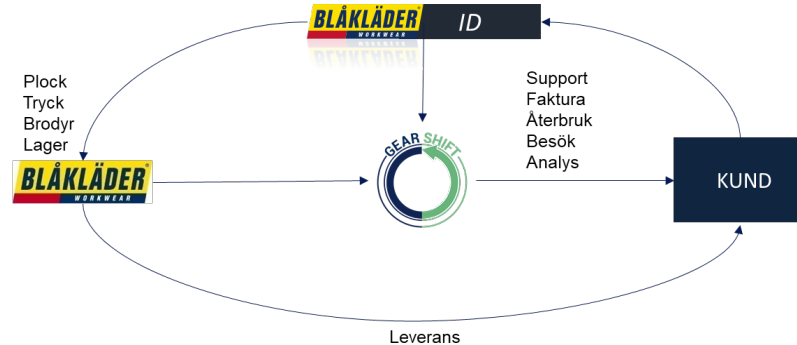 BLÅKLÄDER®
WORKWEAR
ID
Plock
Tryck
Brodyr
Lager
Support
Faktura
Återbruk
Besök
Analys
GEAR SHIFT
BLÅKLÄDER®
WORKWEAR
KUND
Leverans